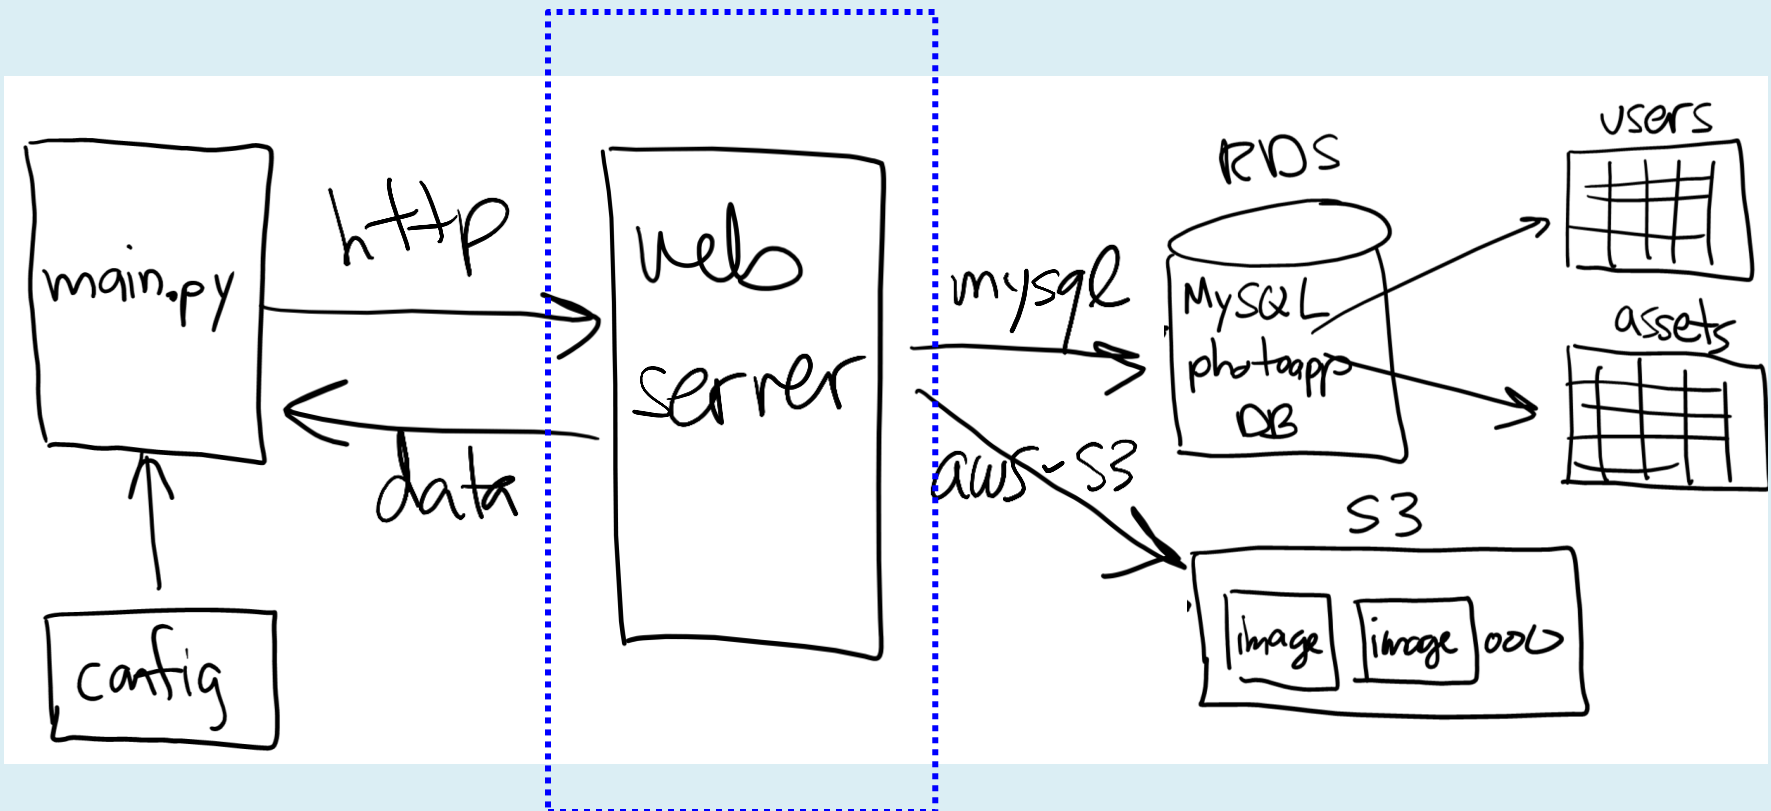 main.py
http
data
config
web
server
mysql
aws-S3
RDS
MySQL
photoapp
DB
users
assets
S3
image
image